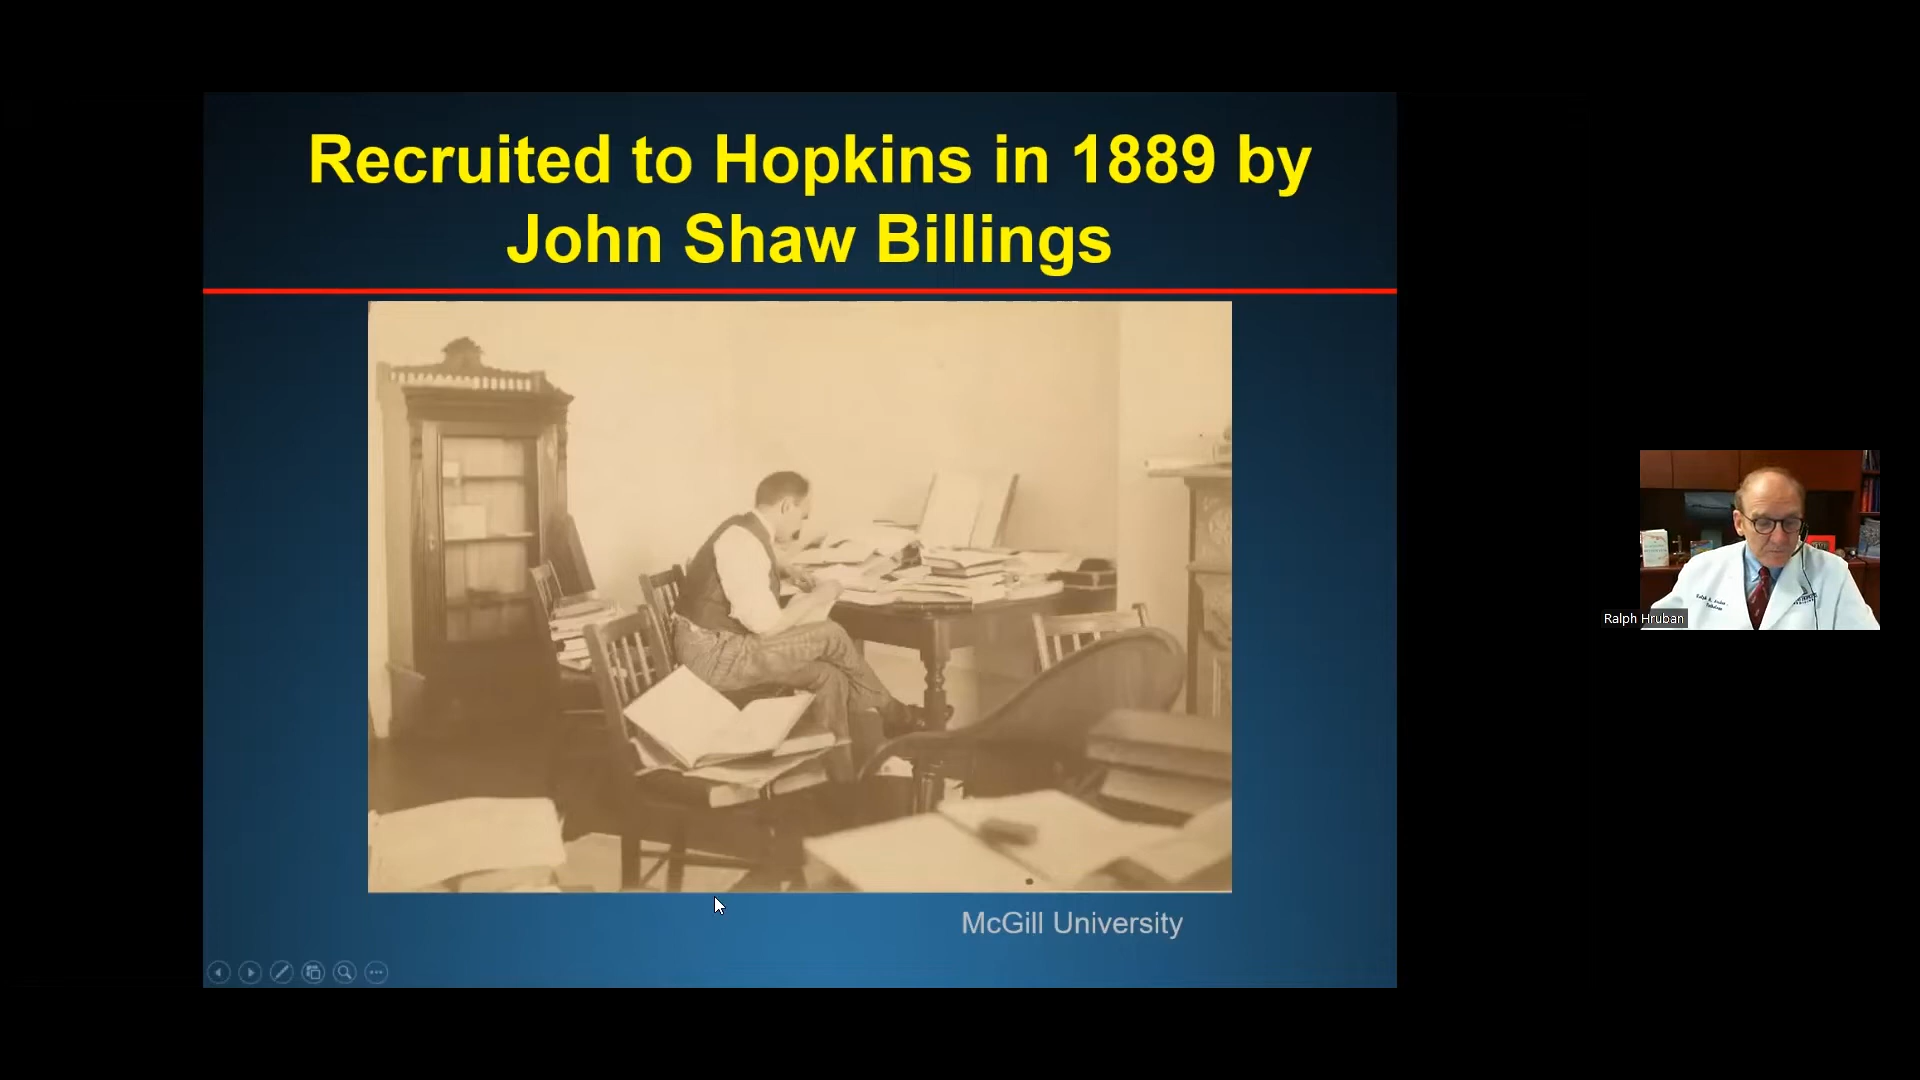 Recruited to Hopkins in 1889 by
John Shaw Billings
McGill University
Ralph Hruban